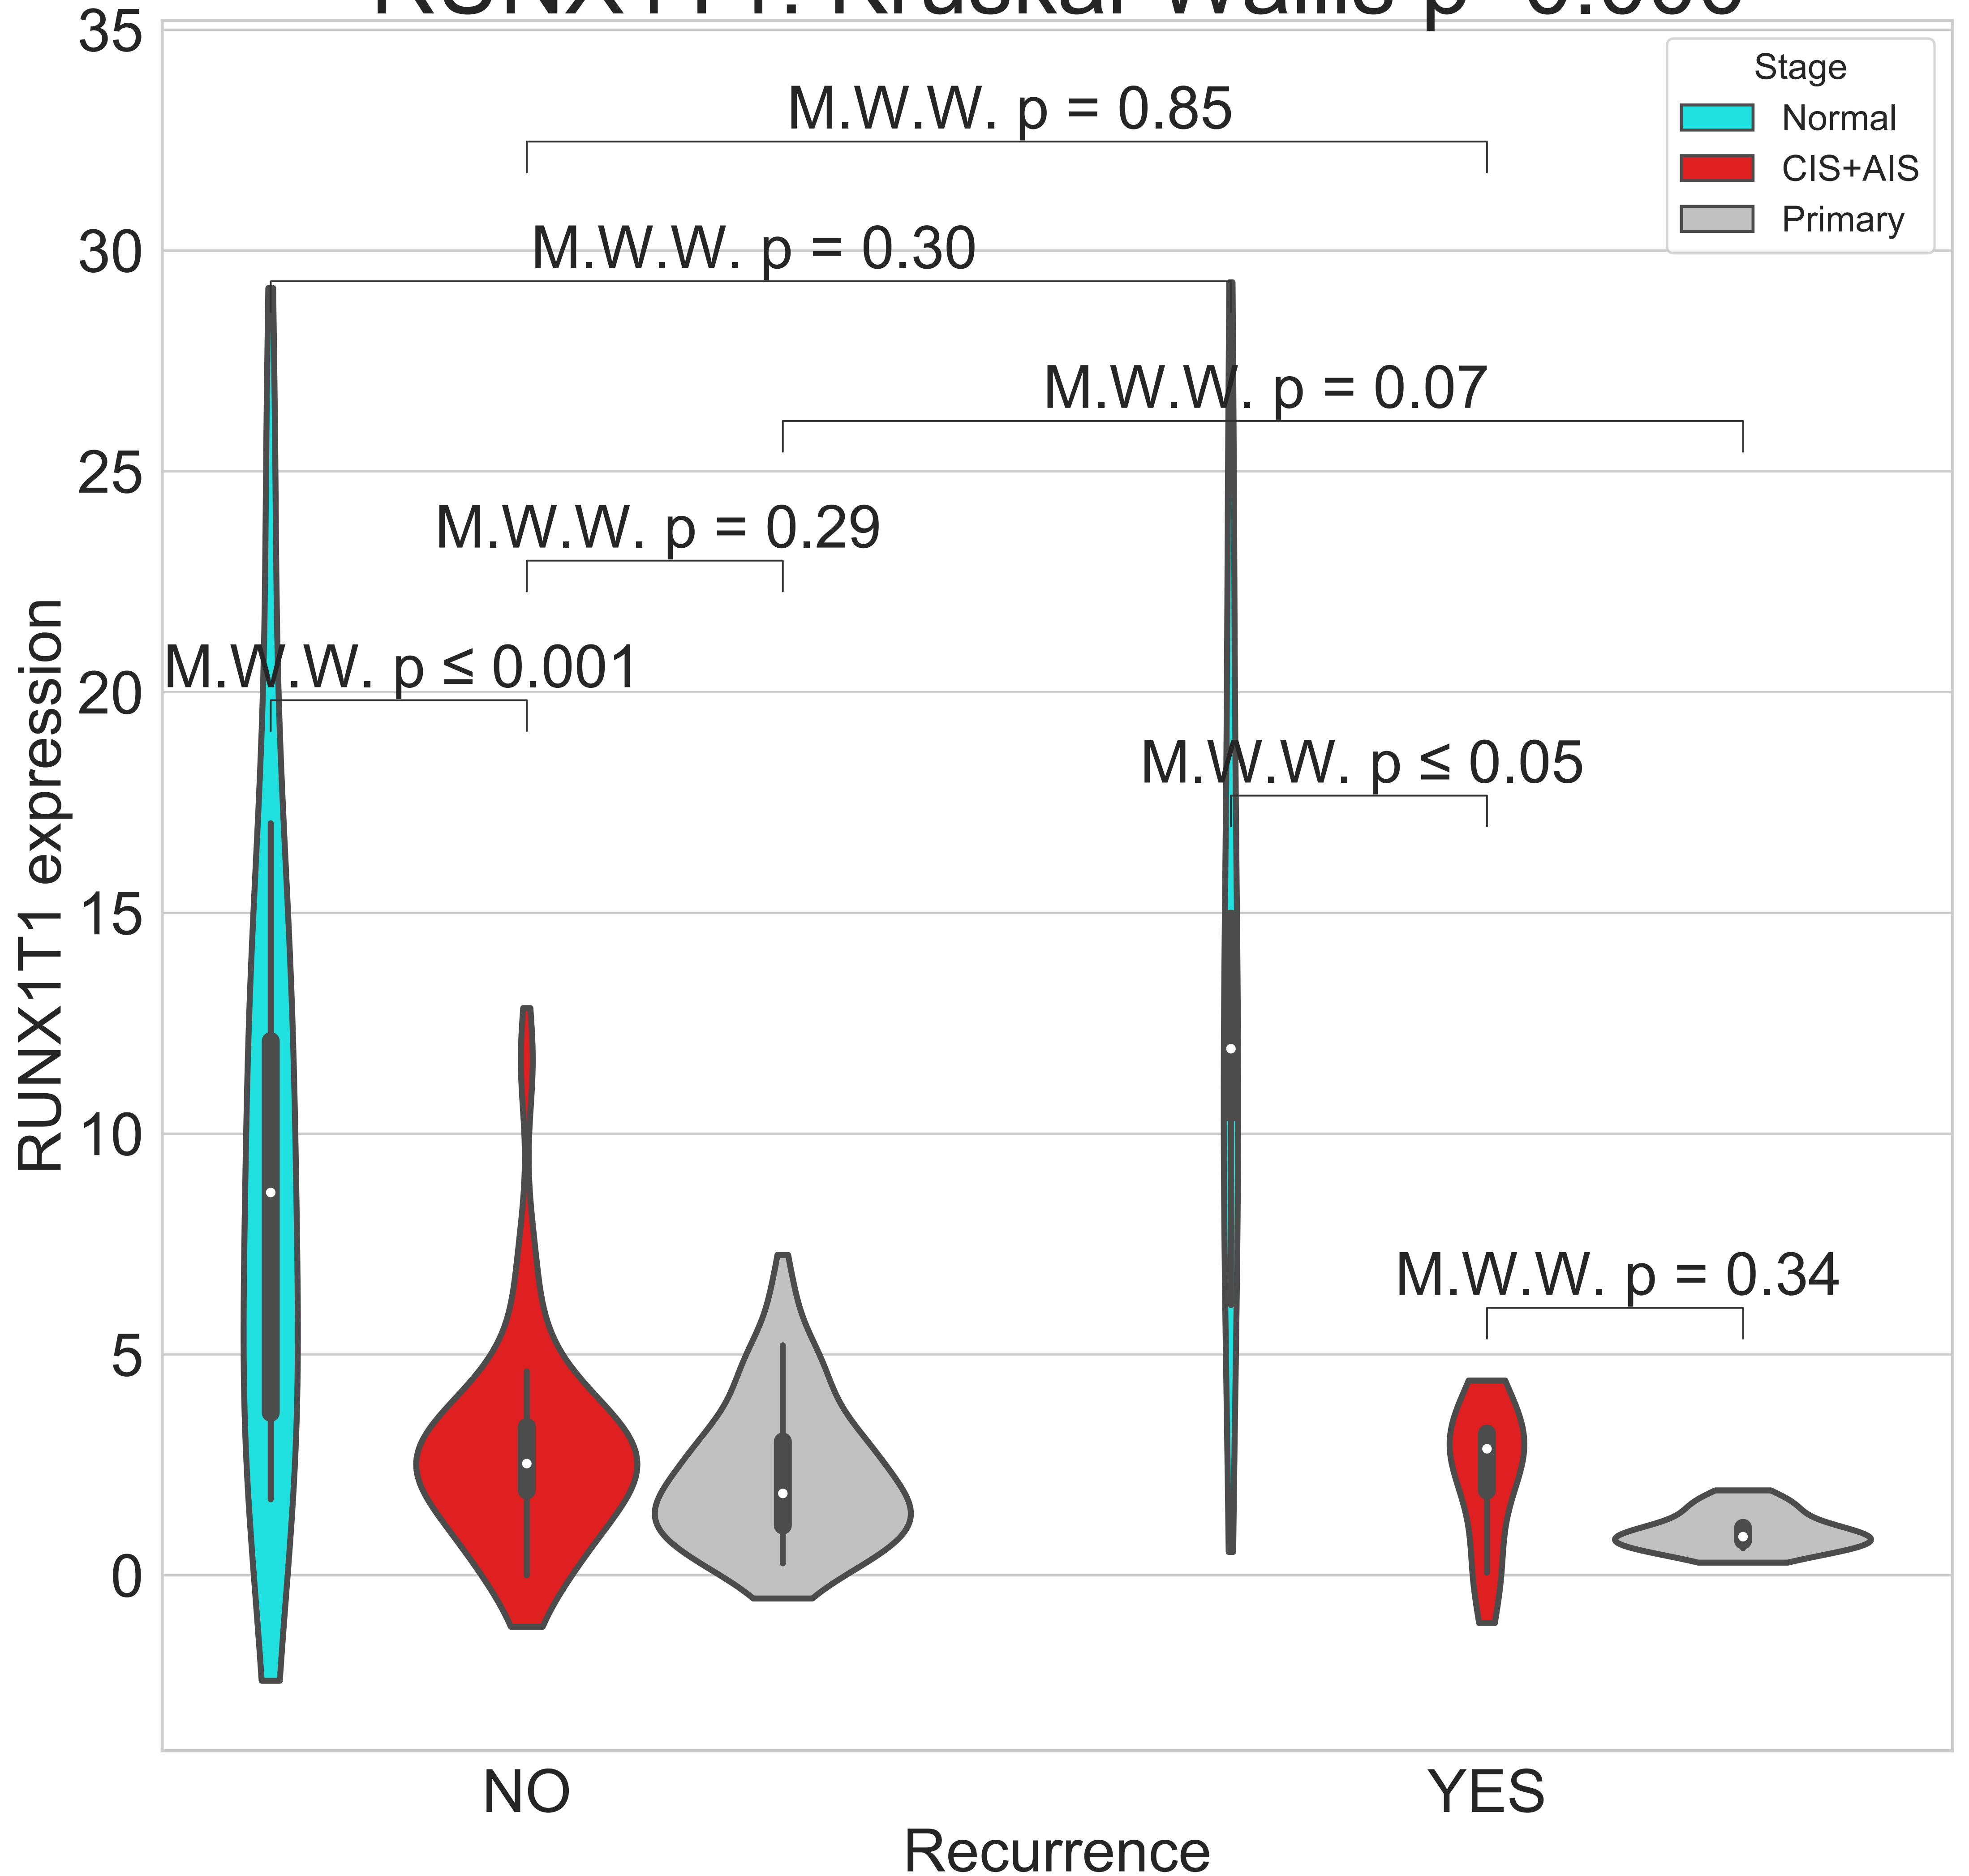 35
Stage
Normal
CIS+AIS
Primary
M.W.W. p = 0.85
30
M.W.W. p = 0.30
M.W.W. p = 0.07
25
M.W.W. p = 0.29
M.W.W. p ≤ 0.001
20
M.W.W. p ≤ 0.05
15
10
M.W.W. p = 0.34
5
0
RUNX1T1 expression
NO
YES
Recurrence